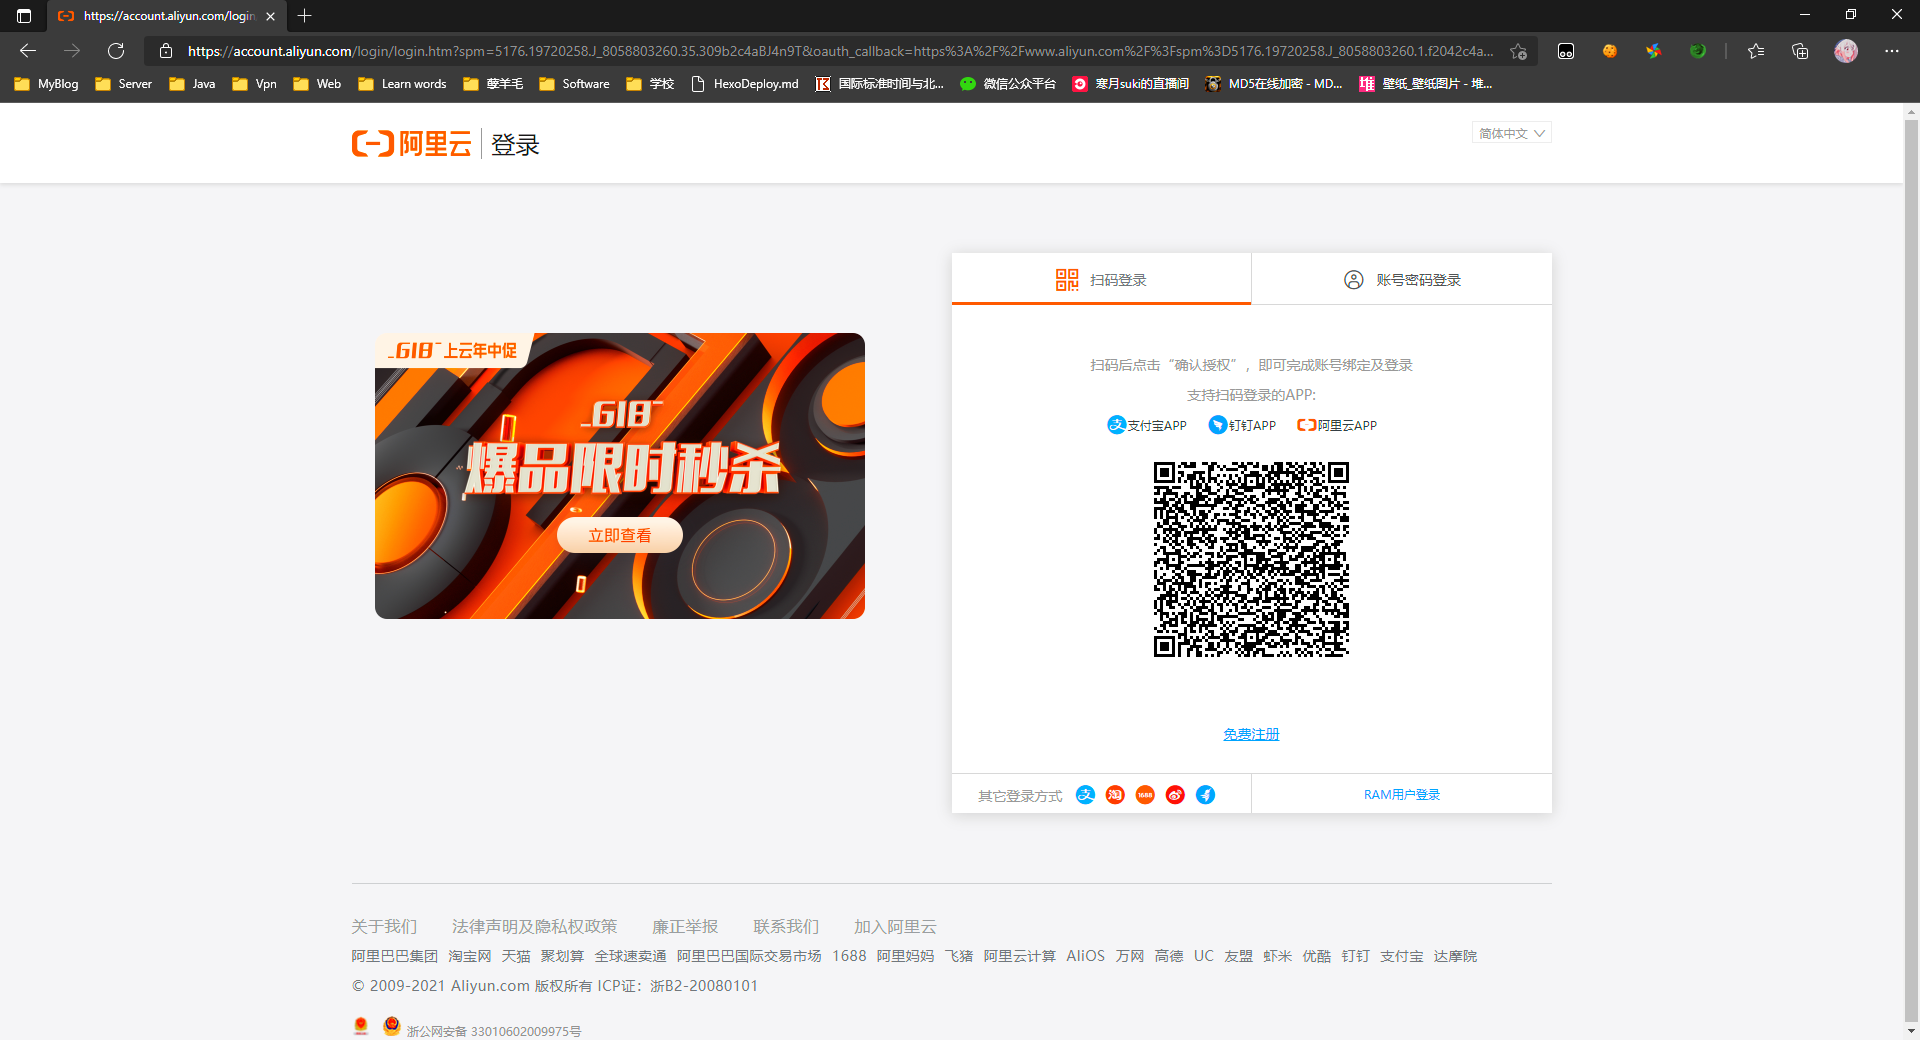 https://account.aliyun.com/login
https://account.aliyun.com/login/login.htm?spm=5176.19720258.J_8058803260.35.309b2c4aBJ4n9T&oauth_callback=https%3A%2F%2Fwww.aliyun.com%2F%3Fspm%3D5176.19720258.J_8058803260.1.f2042c4a...
MyBlog Server Java Vpn Web Learn words 薅羊毛 Software 学校 HexoDeploy.md 国际标准时间与北... 微信公众平台 寒月suki的直播间 MD5在线加密 - MD... 壁纸_壁纸图片 - 堆...
阿里云 登录
简体中文
扫码登录 账号密码登录
618 上云年中促
扫码后点击“确认授权”，即可完成账号绑定及登录
支持扫码登录的APP:
支付宝APP 钉钉APP 阿里云APP
618
爆品限时秒杀
立即查看
免费注册
其它登录方式 支 淘 1688 RAM用户登录
关于我们 法律声明及隐私权政策 廉正举报 联系我们 加入阿里云
阿里巴巴集团 淘宝网 天猫 聚划算 全球速卖通 阿里巴巴国际交易市场 1688 阿里妈妈 飞猪 阿里云计算 AliOS 万网 高德 UC 友盟 虾米 优酷 钉钉 支付宝 达摩院
© 2009-2021 Aliyun.com 版权所有 ICP证：浙B2-20080101
浙公网安备 33010602009975号